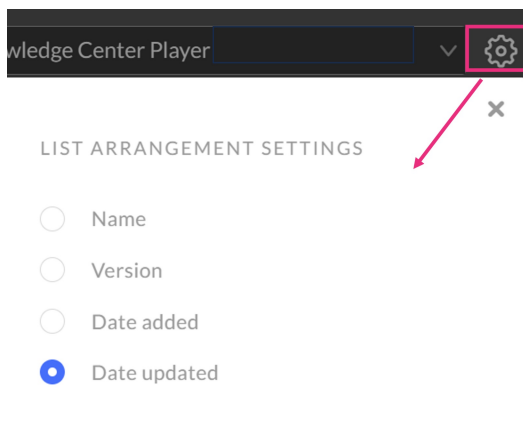 wledge Center Player
LIST ARRANGEMENT SETTINGS
Name
Version
Date added
Date updated